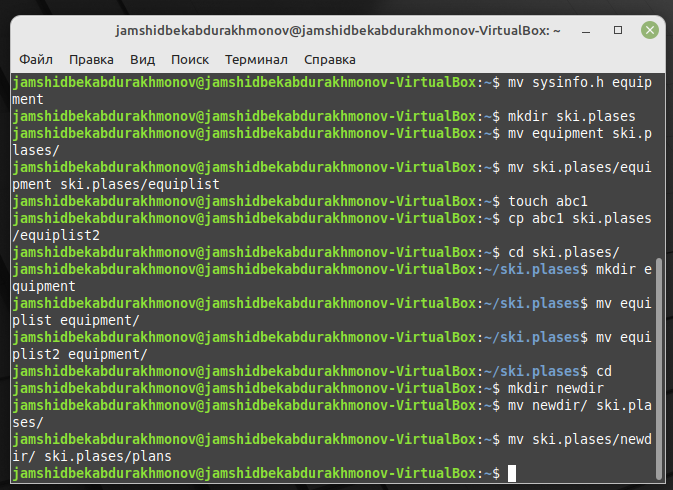 jamshidbekabdurakhmonov@jamshidbekabdurakhmonov-VirtualBox: ~
Файл Правка Вид Поиск Терминал Справка
jamshidbekabdurakhmonov@jamshidbekabdurakhmonov-VirtualBox:~$ mv sysinfo.h equip
ment
jamshidbekabdurakhmonov@jamshidbekabdurakhmonov-VirtualBox:~$ mkdir ski.plases
jamshidbekabdurakhmonov@jamshidbekabdurakhmonov-VirtualBox:~$ mv equipment ski.p
lases/
jamshidbekabdurakhmonov@jamshidbekabdurakhmonov-VirtualBox:~$ mv ski.plases/equi
pment ski.plases/equiplist
jamshidbekabdurakhmonov@jamshidbekabdurakhmonov-VirtualBox:~$ touch abc1
jamshidbekabdurakhmonov@jamshidbekabdurakhmonov-VirtualBox:~$ cp abc1 ski.plases
/equiplist2
jamshidbekabdurakhmonov@jamshidbekabdurakhmonov-VirtualBox:~$ cd ski.plases/
jamshidbekabdurakhmonov@jamshidbekabdurakhmonov-VirtualBox:~/ski.plases$ mkdir e
quipment
jamshidbekabdurakhmonov@jamshidbekabdurakhmonov-VirtualBox:~/ski.plases$ mv equi
plist equipment/
jamshidbekabdurakhmonov@jamshidbekabdurakhmonov-VirtualBox:~/ski.plases$ mv equi
plist2 equipment/
jamshidbekabdurakhmonov@jamshidbekabdurakhmonov-VirtualBox:~/ski.plases$ cd
jamshidbekabdurakhmonov@jamshidbekabdurakhmonov-VirtualBox:~$ mkdir newdir
jamshidbekabdurakhmonov@jamshidbekabdurakhmonov-VirtualBox:~$ mv newdir/ ski.pla
ses/
jamshidbekabdurakhmonov@jamshidbekabdurakhmonov-VirtualBox:~$ mv ski.plases/newd
ir/ ski.plases/plans
jamshidbekabdurakhmonov@jamshidbekabdurakhmonov-VirtualBox:~$